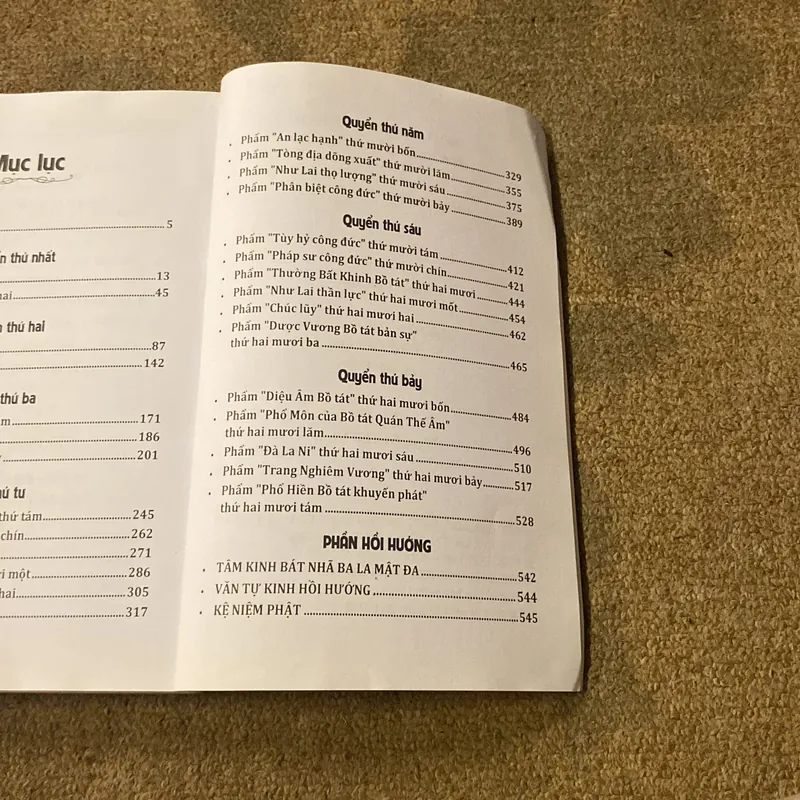 Mục lục
5
thứ nhất
13
hai 45
thứ hai
87
142
thứ ba
171
186
201
thứ tư
thứ tám 245
chín 262
271
một 286
hai 305
317
Quyển thứ năm
• Phẩm "An lạc hạnh" thứ mười bốn 329
• Phẩm "Tòng địa dõng xuất" thứ mười lăm 355
• Phẩm "Như Lai thọ lượng" thứ mười sáu 375
• Phẩm "Phân biệt công đức" thứ mười bảy 389
Quyển thứ sáu
• Phẩm "Tùy hỷ công đức" thứ mười tám 412
• Phẩm "Pháp sư công đức" thứ mười chín 421
• Phẩm "Thường Bất Khinh Bồ tát" thứ hai mươi 444
• Phẩm "Như Lai thần lực" thứ hai mươi mốt 454
• Phẩm "Chúc lũy" thứ hai mươi hai 462
• Phẩm "Dược Vương Bồ tát bản sự"
thứ hai mươi ba 465
Quyển thứ bảy
• Phẩm "Diệu Âm Bồ tát" thứ hai mươi bốn 484
• Phẩm "Phổ Môn của Bồ tát Quán Thế Âm"
thứ hai mươi lăm 496
• Phẩm "Đà La Ni" thứ hai mươi sáu 510
• Phẩm "Trang Nghiêm Vương" thứ hai mươi bảy 517
• Phẩm "Phổ Hiền Bồ tát khuyến phát"
thứ hai mươi tám 528
PHẦN HỒI HƯỚNG
• TÂM KINH BÁT NHÃ BA LA MẬT ĐA 542
• VĂN TỰ KINH HỒI HƯỚNG 544
• KỆ NIỆM PHẬT 545